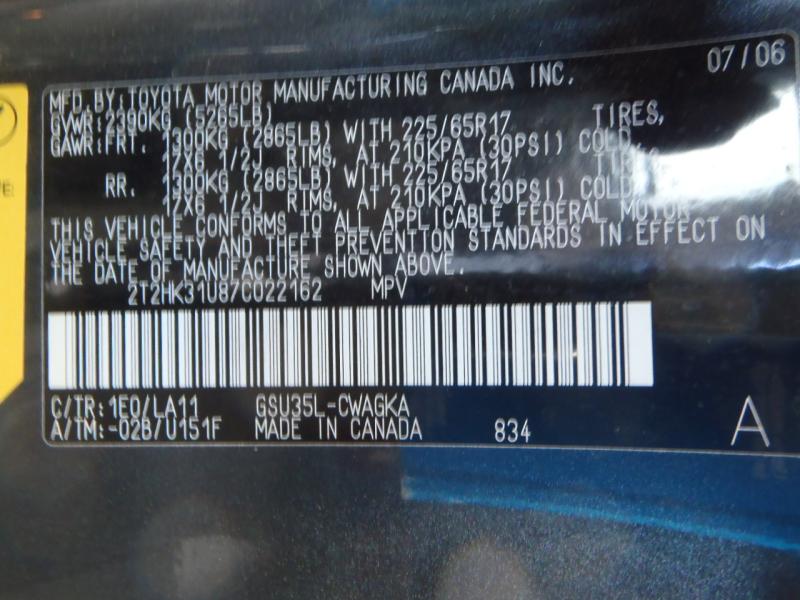 07/06
MFD.BY:TOYOTA MOTOR MANUFACTURING CANADA INC.
GVWR:2390KG (5265LB)
GAWR:FRT. 1300KG (2865LB) WITH 225/65R17 TIRES,
17X6 1/2J RIMS, AT 210KPA (30PSI) COLD,
RR. 1300KG (2865LB) WITH 225/65R17 TIRES,
17X6 1/2J RIMS, AT 210KPA (30PSI) COLD
THIS VEHICLE CONFORMS TO ALL APPLICABLE FEDERAL MOTOR
VEHICLE SAFETY AND THEFT PREVENTION STANDARDS IN EFFECT ON
THE DATE OF MANUFACTURE SHOWN ABOVE.
2T2HK31U87C022162 MPV
C/TR:1E0/LA11 GSU35L-CWAGKA
A/TM:-02B/U151F MADE IN CANADA 834 A